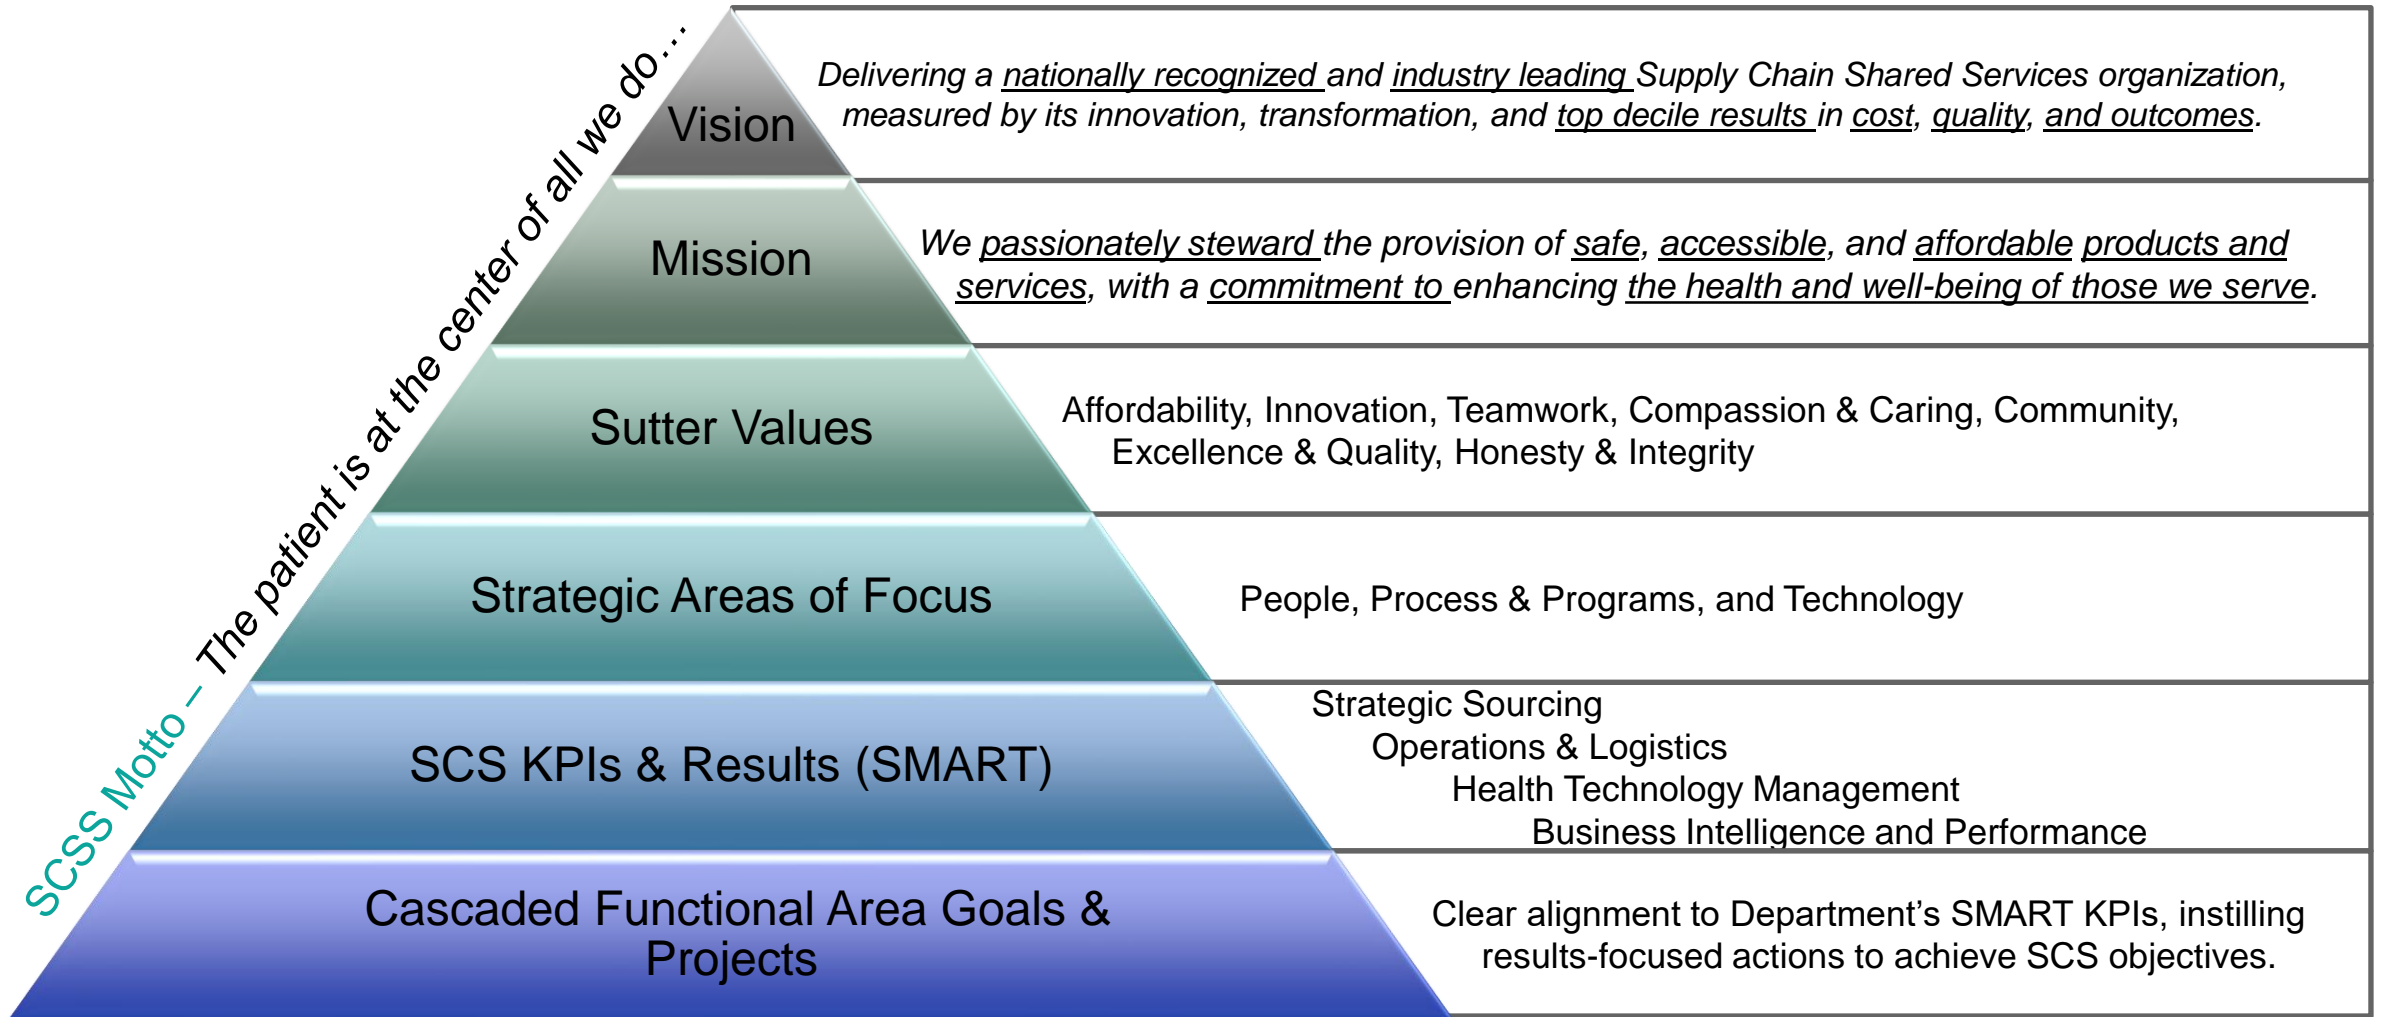 SCSS Motto – The patient is at the center of all we do…
Vision
Delivering a nationally recognized and industry leading Supply Chain Shared Services organization,
measured by its innovation, transformation, and top decile results in cost, quality, and outcomes.
Mission
We passionately steward the provision of safe, accessible, and affordable products and
services, with a commitment to enhancing the health and well-being of those we serve.
Sutter Values
Affordability, Innovation, Teamwork, Compassion & Caring, Community,
Excellence & Quality, Honesty & Integrity
Strategic Areas of Focus
People, Process & Programs, and Technology
SCS KPIs & Results (SMART)
Strategic Sourcing
Operations & Logistics
Health Technology Management
Business Intelligence and Performance
Cascaded Functional Area Goals &
Projects
Clear alignment to Department’s SMART KPIs, instilling
results-focused actions to achieve SCS objectives.